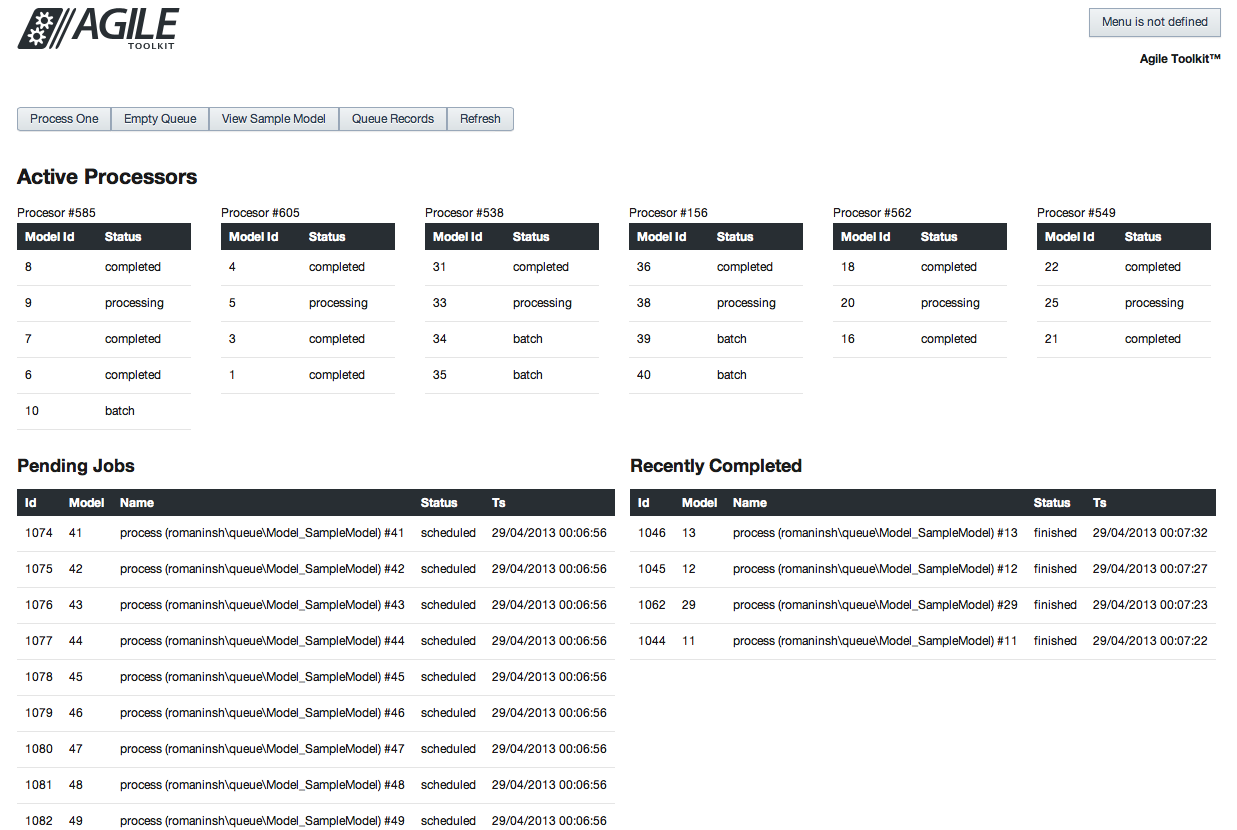 AGILE
TOOLKIT
Menu is not defined
Agile Toolkit™
Process One Empty Queue View Sample Model Queue Records Refresh
Active Processors
Procesor #585 Procesor #605 Procesor #538 Procesor #156 Procesor #562 Procesor #549
Model Id Status Model Id Status Model Id Status Model Id Status Model Id Status Model Id Status
8 completed 4 completed 31 completed 36 completed 18 completed 22 completed
9 processing 5 processing 33 processing 38 processing 20 processing 25 processing
7 completed 3 completed 34 batch 39 batch 16 completed 21 completed
6 completed 1 completed 35 batch 40 batch
10 batch
Pending Jobs
Id Model Name Status Ts
1074 41 process (romaninsh\queue\Model_SampleModel) #41 scheduled 29/04/2013 00:06:56
1075 42 process (romaninsh\queue\Model_SampleModel) #42 scheduled 29/04/2013 00:06:56
1076 43 process (romaninsh\queue\Model_SampleModel) #43 scheduled 29/04/2013 00:06:56
1077 44 process (romaninsh\queue\Model_SampleModel) #44 scheduled 29/04/2013 00:06:56
1078 45 process (romaninsh\queue\Model_SampleModel) #45 scheduled 29/04/2013 00:06:56
1079 46 process (romaninsh\queue\Model_SampleModel) #46 scheduled 29/04/2013 00:06:56
1080 47 process (romaninsh\queue\Model_SampleModel) #47 scheduled 29/04/2013 00:06:56
1081 48 process (romaninsh\queue\Model_SampleModel) #48 scheduled 29/04/2013 00:06:56
1082 49 process (romaninsh\queue\Model_SampleModel) #49 scheduled 29/04/2013 00:06:56
Recently Completed
Id Model Name Status Ts
1046 13 process (romaninsh\queue\Model_SampleModel) #13 finished 29/04/2013 00:07:32
1045 12 process (romaninsh\queue\Model_SampleModel) #12 finished 29/04/2013 00:07:27
1062 29 process (romaninsh\queue\Model_SampleModel) #29 finished 29/04/2013 00:07:23
1044 11 process (romaninsh\queue\Model_SampleModel) #11 finished 29/04/2013 00:07:22